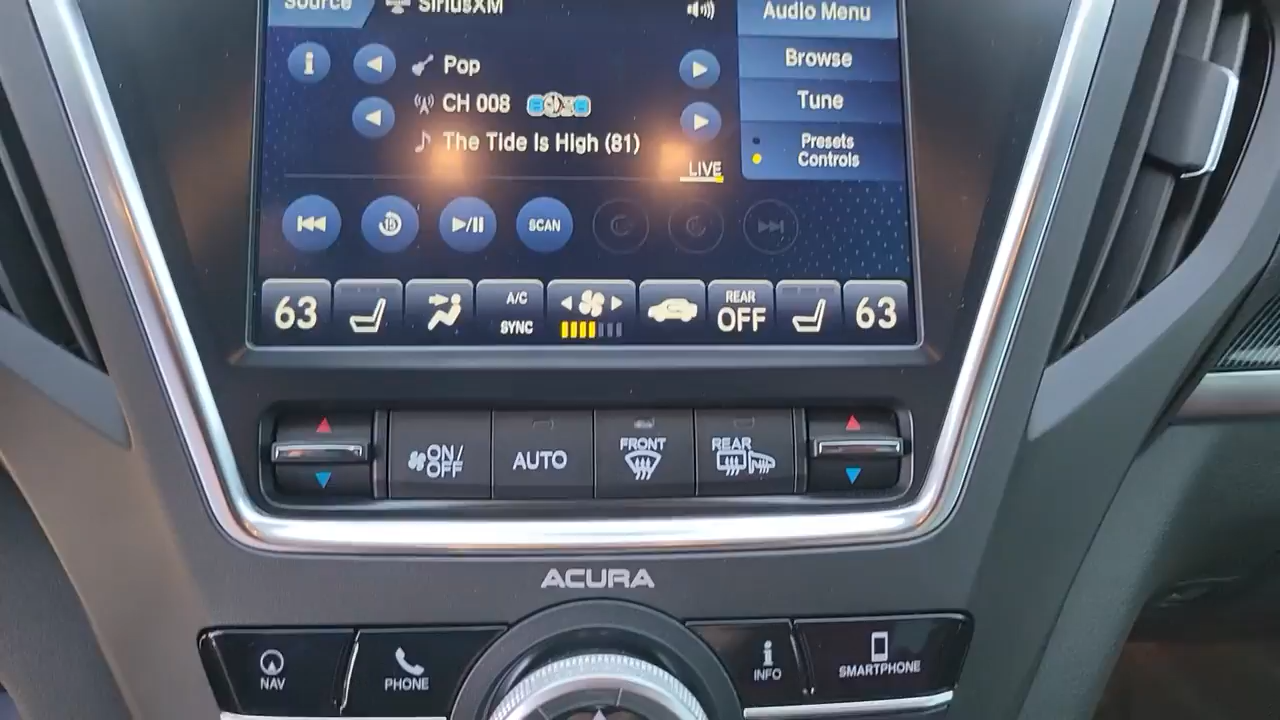 Source
SiriusXM
Audio Menu
Pop
Browse
CH 008
Tune
The Tide Is High (81)
Presets
Controls
LIVE
SCAN
63
A/C
SYNC
REAR
OFF
63
ON/
OFF
AUTO
FRONT
REAR
ACURA
NAV
PHONE
INFO
SMARTPHONE